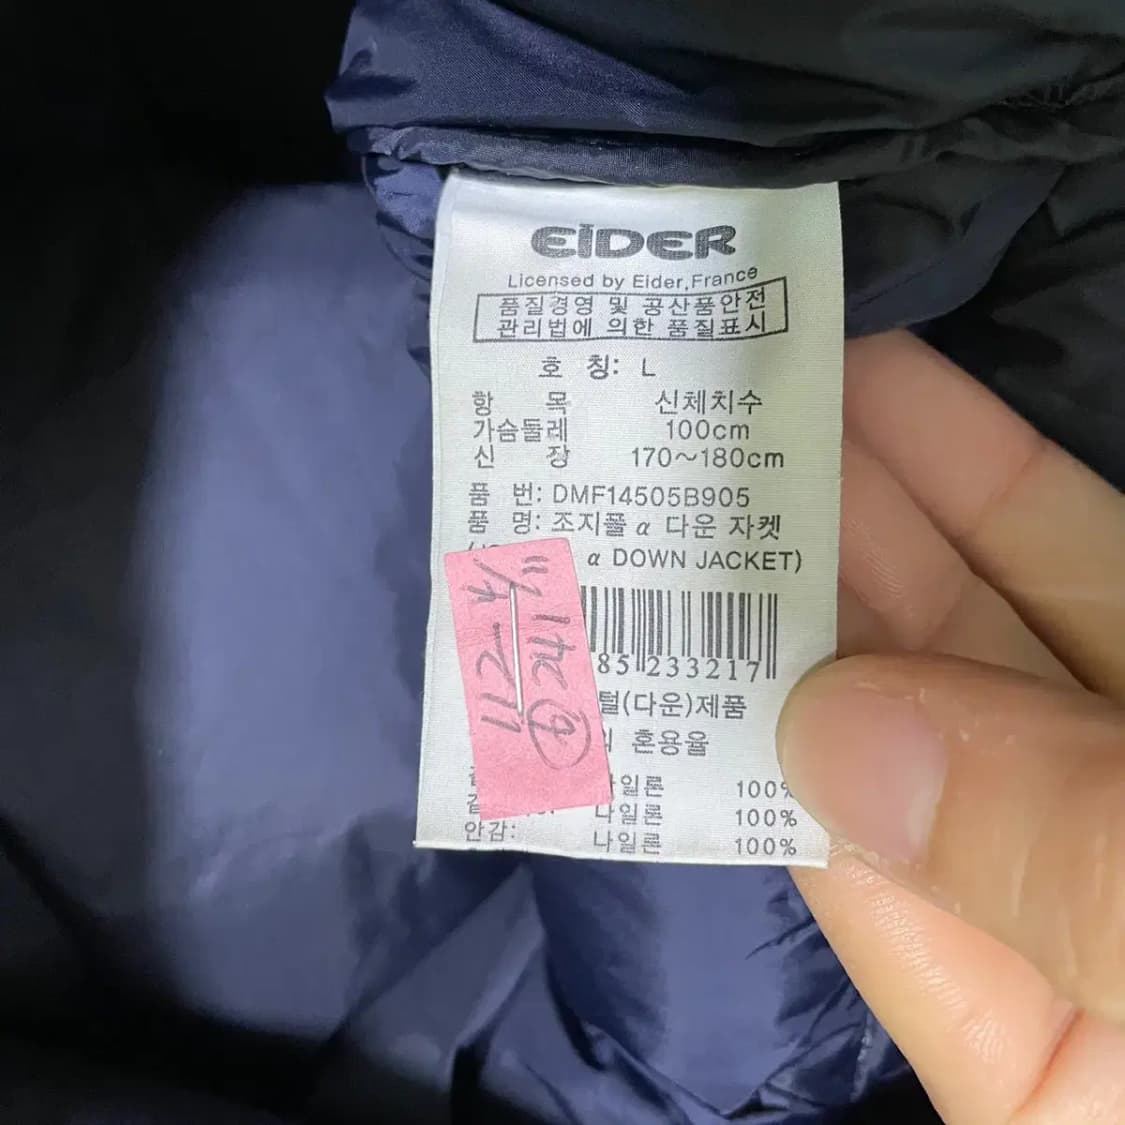 EiDER
Licensed by Eider,France
품질경영 및 공산품안전
관리법에 의한 품질표시
호 칭: L
항 목 신체치수
가슴둘레 100cm
신 장 170~180cm
품 번: DMF14505B905
품 명: 조지폴α 다운 자켓
α DOWN JACKET)
85 233217
털(다운)제품
혼용율
나일론 100%
나일론 100%
안감: 나일론 100%
241